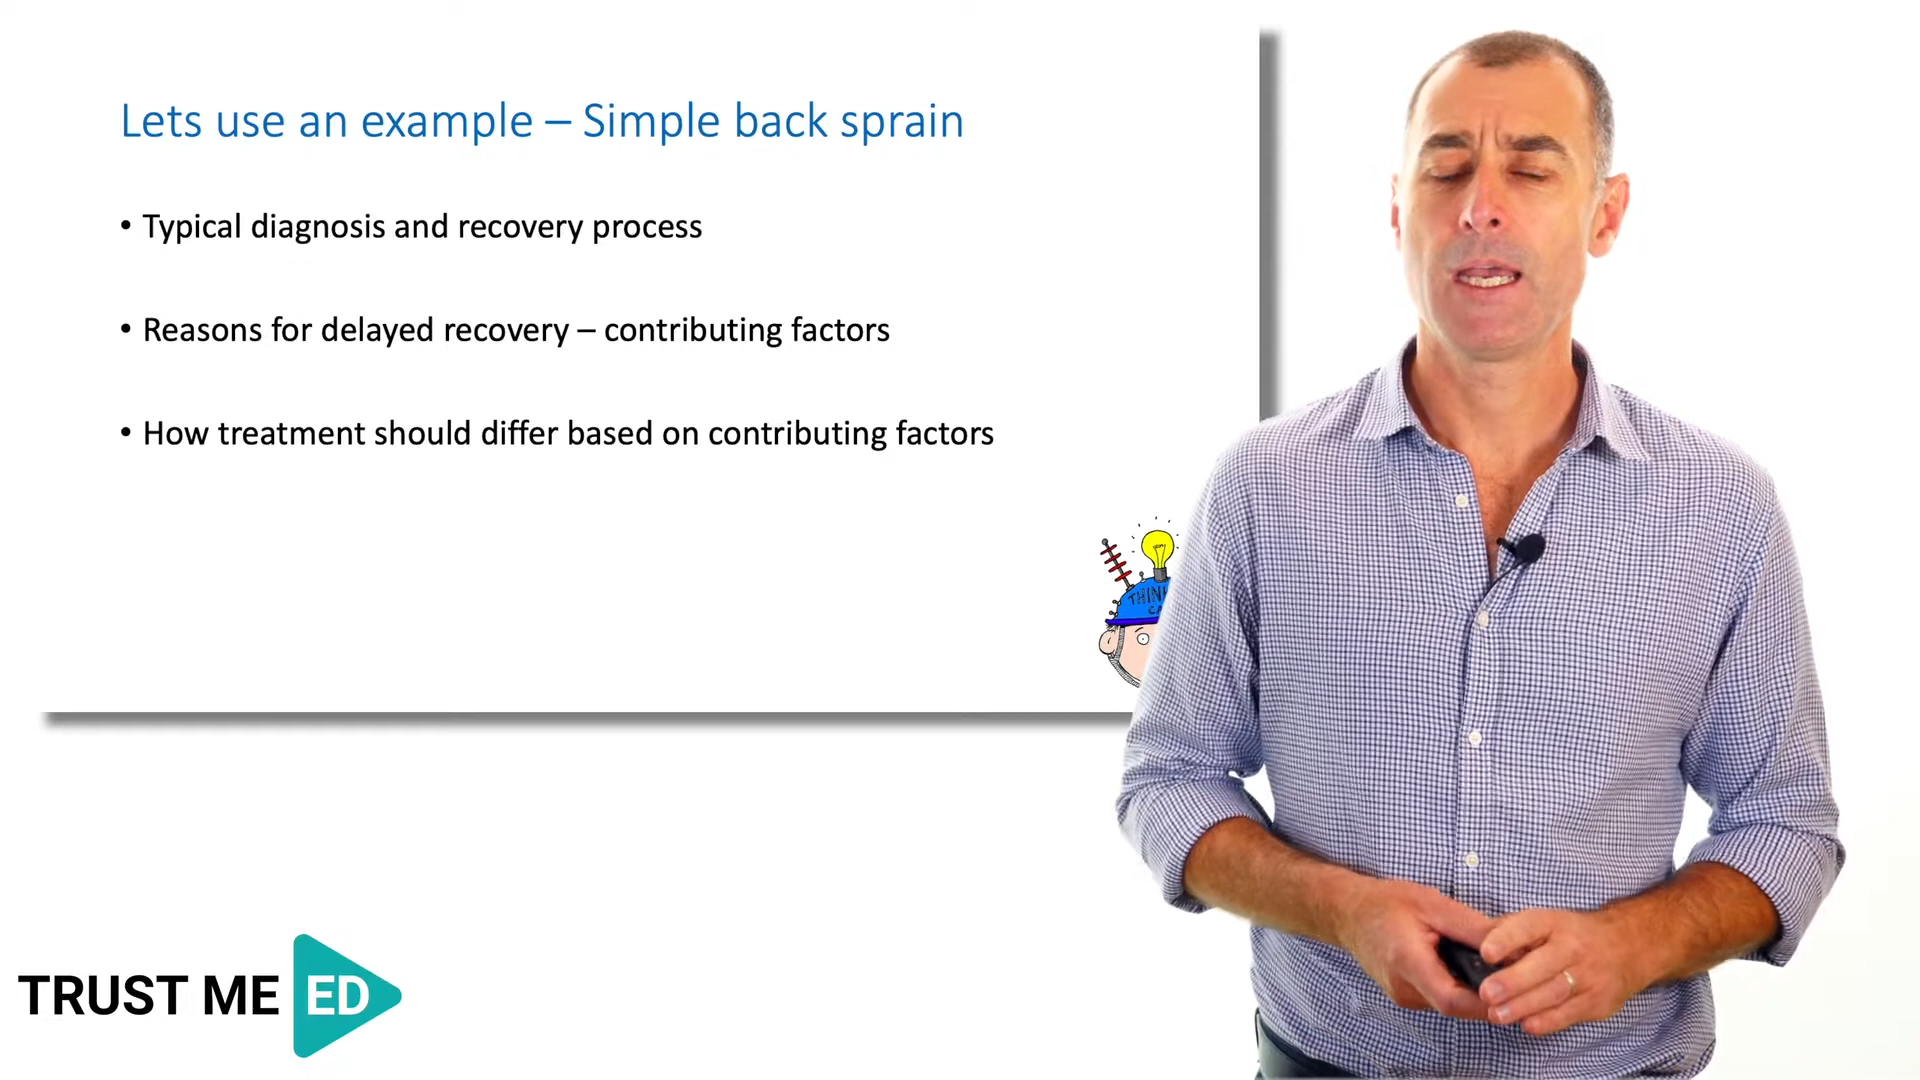 Lets use an example – Simple back sprain
• Typical diagnosis and recovery process
• Reasons for delayed recovery – contributing factors
• How treatment should differ based on contributing factors
TRUST ME ED